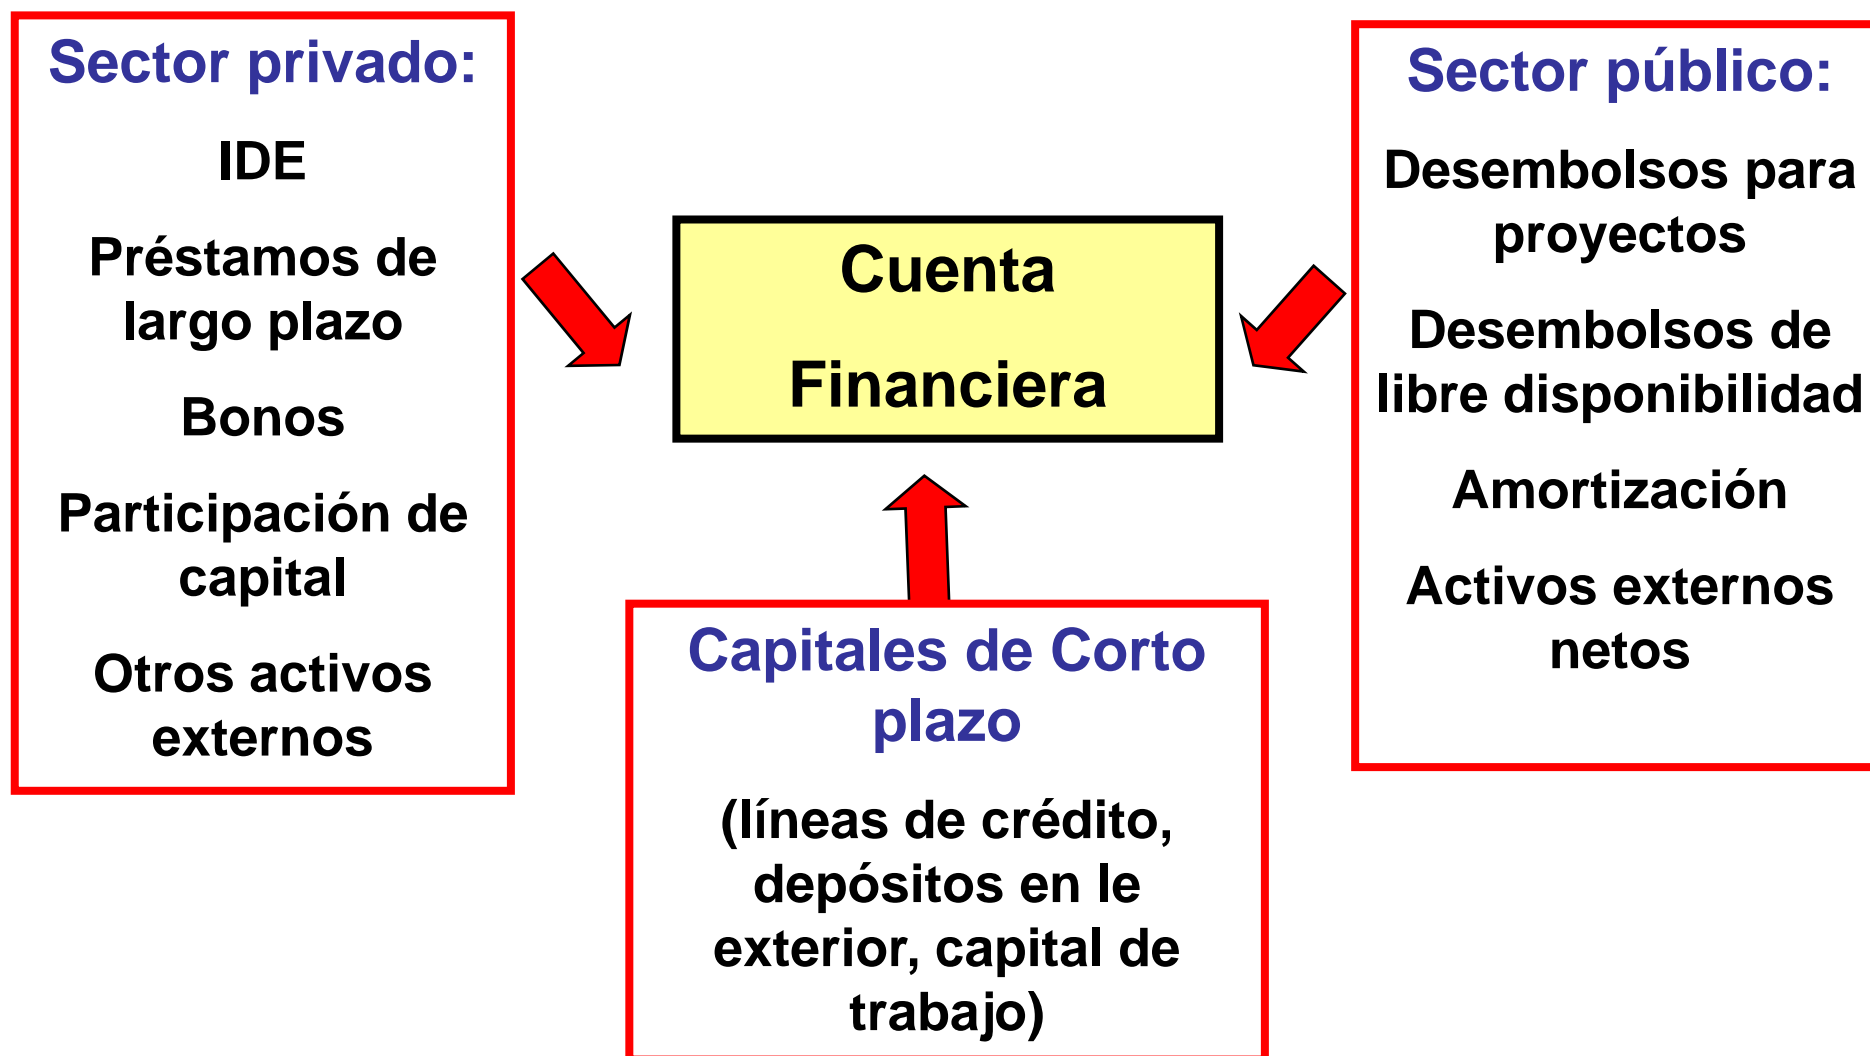 Sector privado:
IDE
Préstamos de
largo plazo
Bonos
Participación de
capital
Otros activos
externos
Cuenta
Financiera
Capitales de Corto
plazo
(líneas de crédito,
depósitos en le
exterior, capital de
trabajo)
Sector público:
Desembolsos para
proyectos
Desembolsos de
libre disponibilidad
Amortización
Activos externos
netos